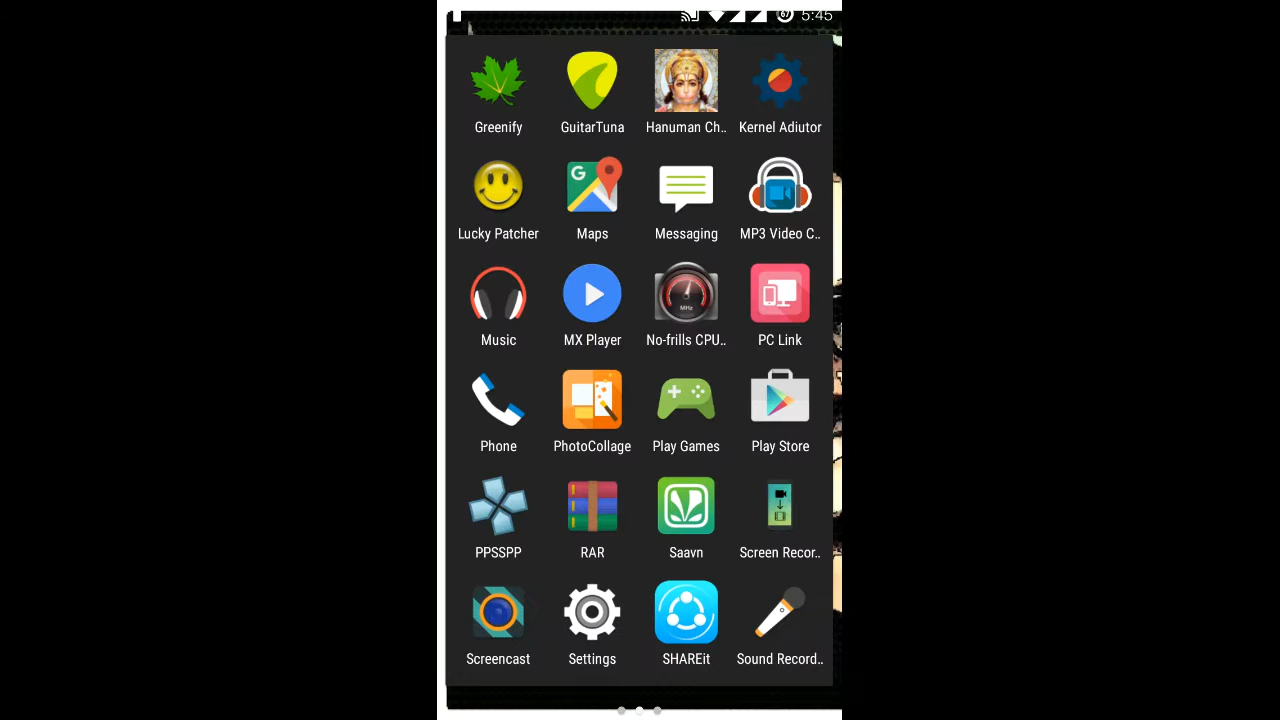 67 5:45
Greenify GuitarTuna Hanuman Ch.. Kernel Adiutor
G
Lucky Patcher Maps Messaging MP3 Video C..
MHz
Music MX Player No-frills CPU.. PC Link
Phone PhotoCollage Play Games Play Store
PPSSPP RAR Saavn Screen Recor..
Screencast Settings SHAREit Sound Record..